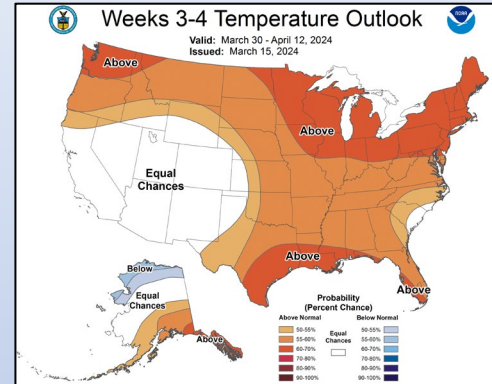 Weeks 3-4 Temperature Outlook
Valid: March 30 - April 12, 2024
Issued: March 15, 2024
NOAA
Above
Above
Equal
Chances
Above
Above
Below
Equal
Chances
Above
Probability
(Percent Chance)
Above Normal
50-55%
55-60%
60-70%
70-80%
80-90%
90-100%
Equal
Chances
Below Normal
50-55%
55-60%
60-70%
70-80%
80-90%
90-100%